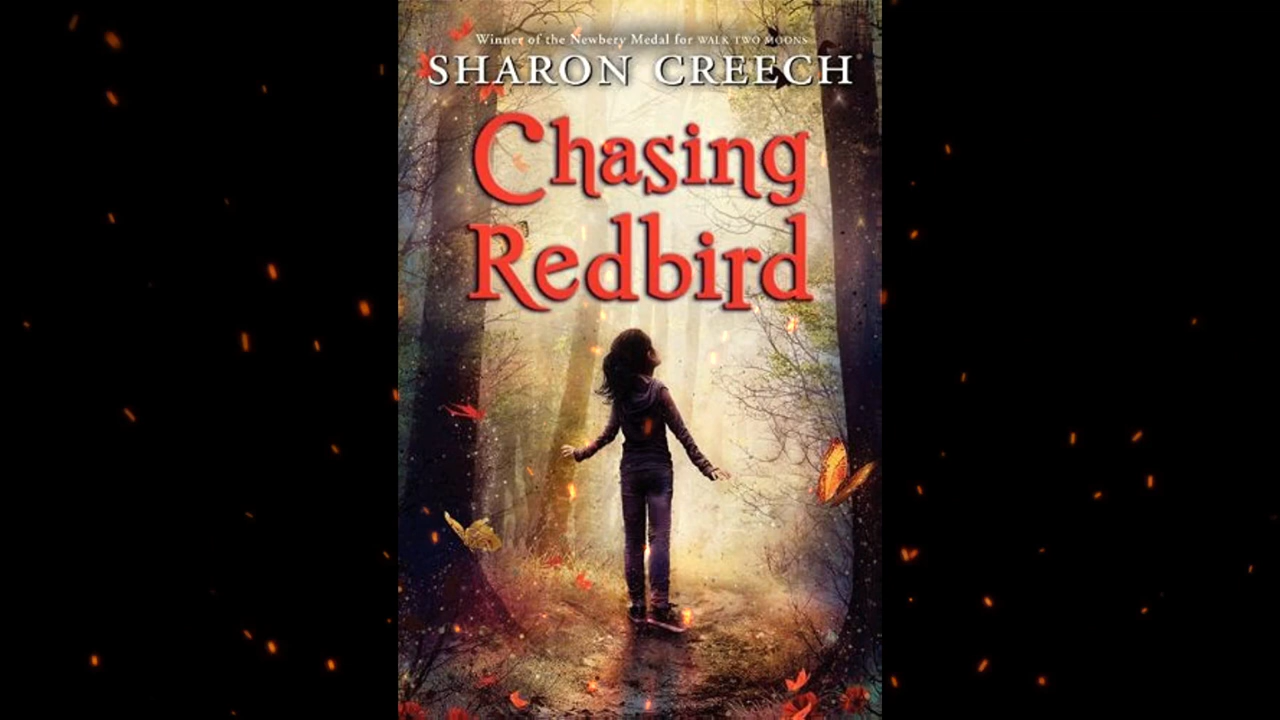 Winner of the Newbery Medal for WALK TWO MOONS
SHARON CREECH
Chasing
Redbird